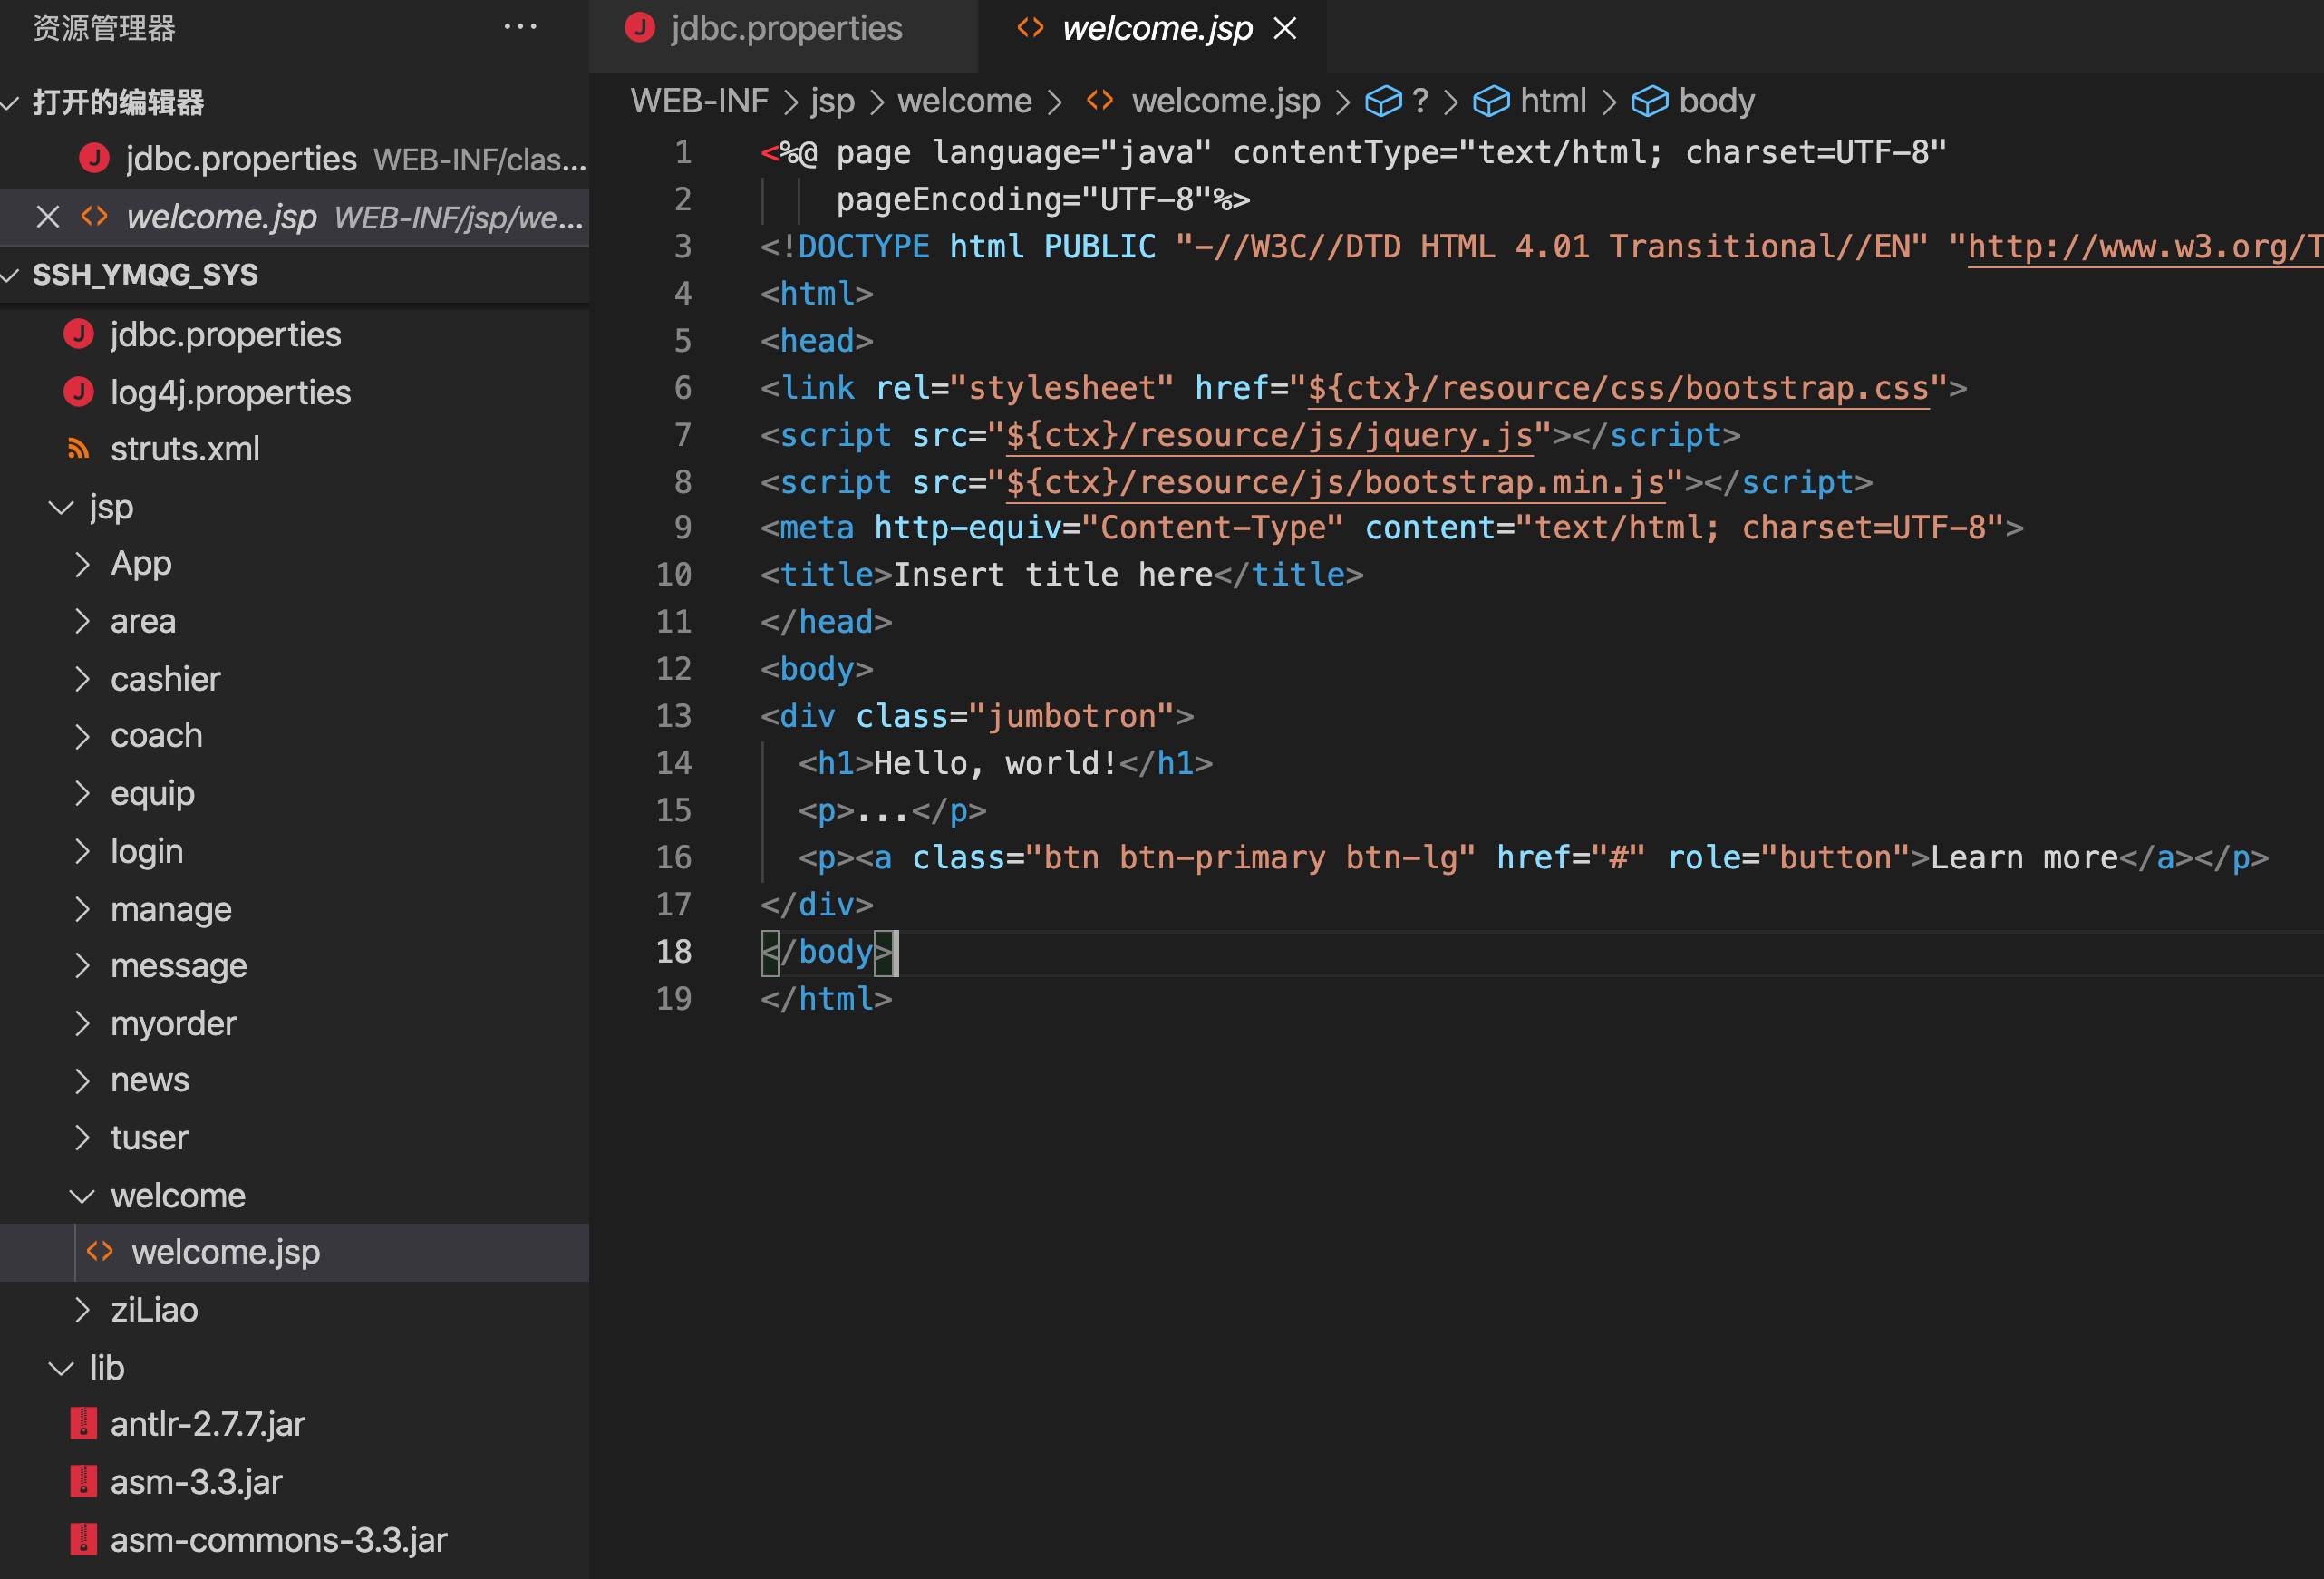 资源管理器 ...
打开的编辑器
jdbc.properties WEB-INF/clas...
welcome.jsp WEB-INF/jsp/we...
SSH_YMQG_SYS
jdbc.properties
log4j.properties
struts.xml
jsp
App
area
cashier
coach
equip
login
manage
message
myorder
news
tuser
welcome
welcome.jsp
ziLiao
lib
antlr-2.7.7.jar
asm-3.3.jar
asm-commons-3.3.jar
jdbc.properties welcome.jsp
WEB-INF > jsp > welcome > welcome.jsp > ? > html > body
1 <%@ page language="java" contentType="text/html; charset=UTF-8"
2 pageEncoding="UTF-8"%>
3 <!DOCTYPE html PUBLIC "-//W3C//DTD HTML 4.01 Transitional//EN" "http://www.w3.org/T
4 <html>
5 <head>
6 <link rel="stylesheet" href="${ctx}/resource/css/bootstrap.css">
7 <script src="${ctx}/resource/js/jquery.js"></script>
8 <script src="${ctx}/resource/js/bootstrap.min.js"></script>
9 <meta http-equiv="Content-Type" content="text/html; charset=UTF-8">
10 <title>Insert title here</title>
11 </head>
12 <body>
13 <div class="jumbotron">
14 <h1>Hello, world!</h1>
15 <p>...</p>
16 <p><a class="btn btn-primary btn-lg" href="#" role="button">Learn more</a></p>
17 </div>
18 </body>
19 </html>